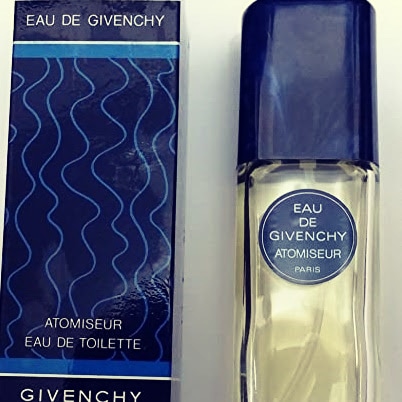 EAU DE GIVENCHY
ATOMISEUR
EAU DE TOILETTE
GIVENCHY
EAU
DE
GIVENCHY
ATOMISEUR
PARIS